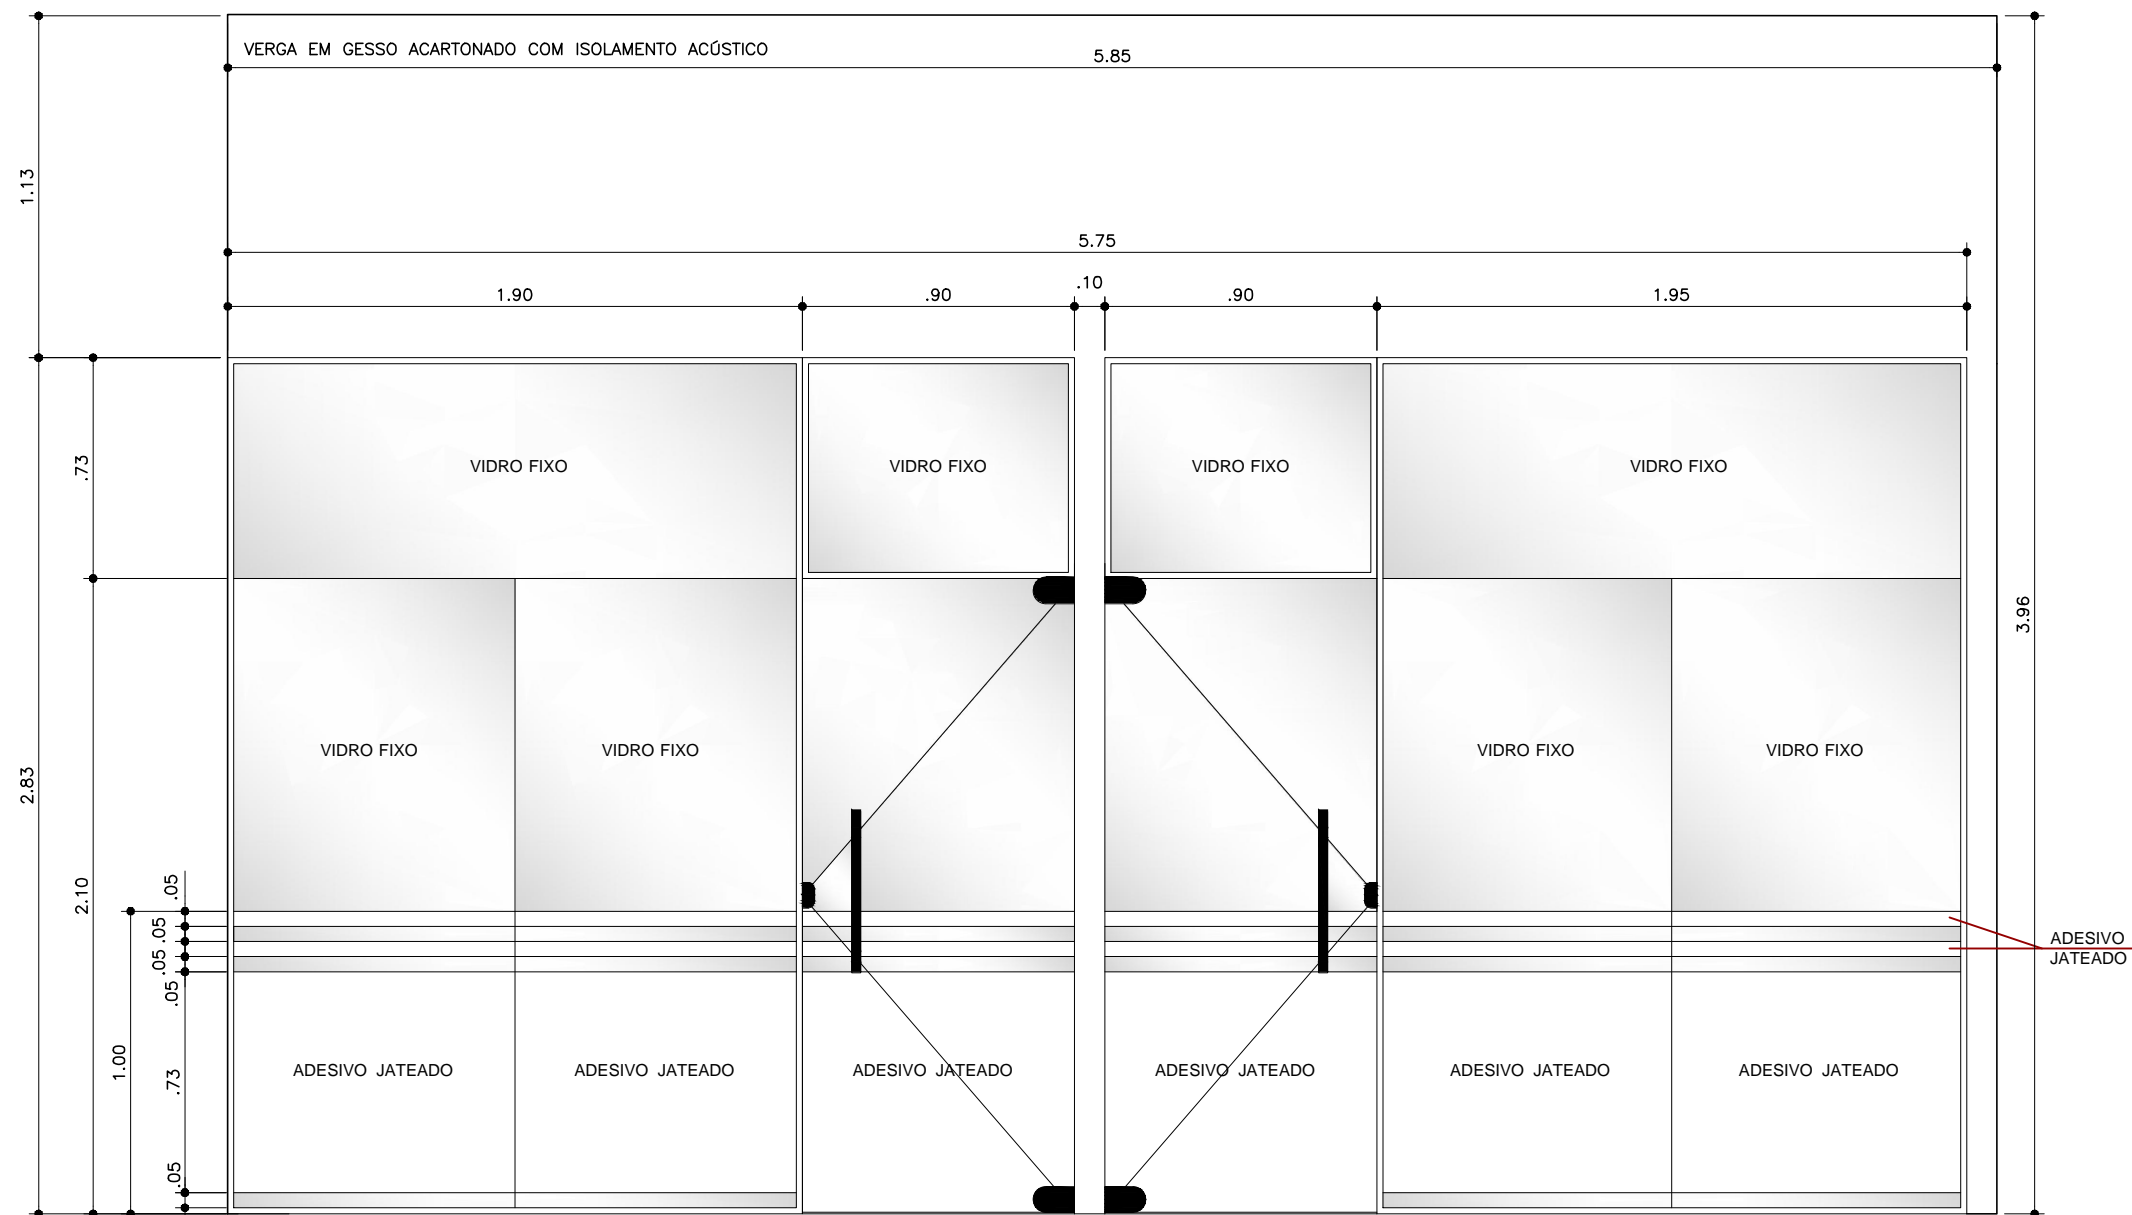 VERGA EM GESSO ACARTONADO COM ISOLAMENTO ACÚSTICO
5.85
1.13
5.75
1.90
.90
.10
.90
1.95
.73
VIDRO FIXO
VIDRO FIXO
VIDRO FIXO
VIDRO FIXO
3.96
VIDRO FIXO
VIDRO FIXO
VIDRO FIXO
VIDRO FIXO
2.83
2.10
.05
.05
.05
.05
ADESIVO
JATEADO
1.00
.73
ADESIVO JATEADO
ADESIVO JATEADO
ADESIVO JATEADO
ADESIVO JATEADO
ADESIVO JATEADO
ADESIVO JATEADO
.05